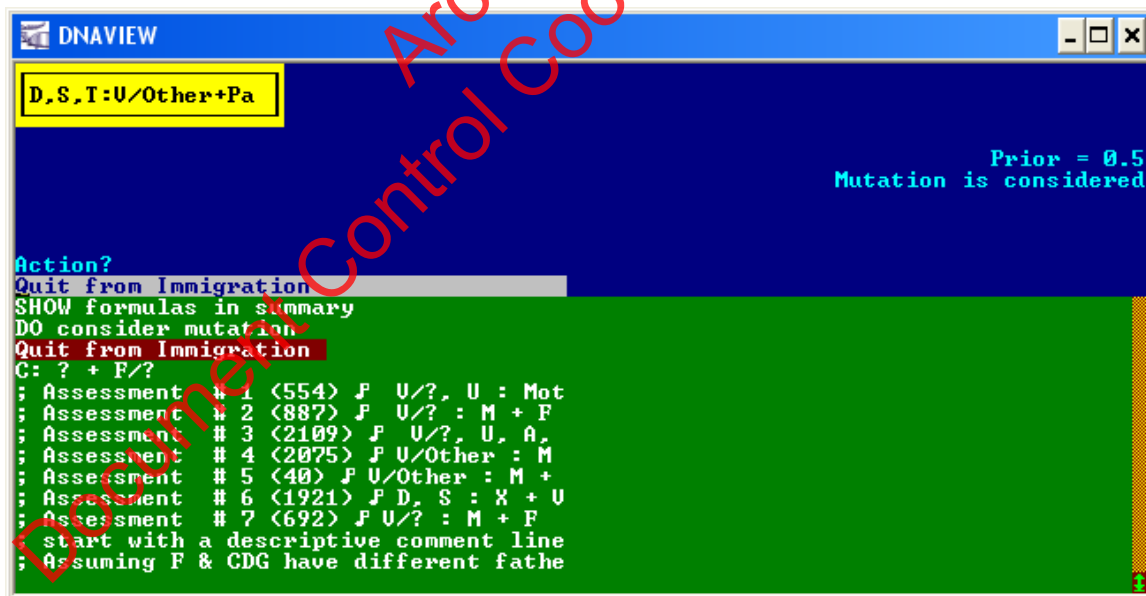 DNAVIEW
D,S,T:V/Other+Pa
Prior = 0.5
Mutation is considered
Action?
Quit from Immigration
SHOW formulas in summary
DO consider mutation
Quit from Immigration
C: ? + F/?
; Assessment # 1 (554) V/?, U : Mot
; Assessment # 2 (887) V/? : M + F
; Assessment # 3 (2109) V/?, U, A,
; Assessment # 4 (2075) V/Other : M
; Assessment # 5 (40) V/Other : M +
; Assessment # 6 (1921) D, S : X + V
; Assessment # 7 (692) V/? : M + F
; start with a descriptive comment line
; Assuming F & CDG have different fathe
Document Control Coo
Arc